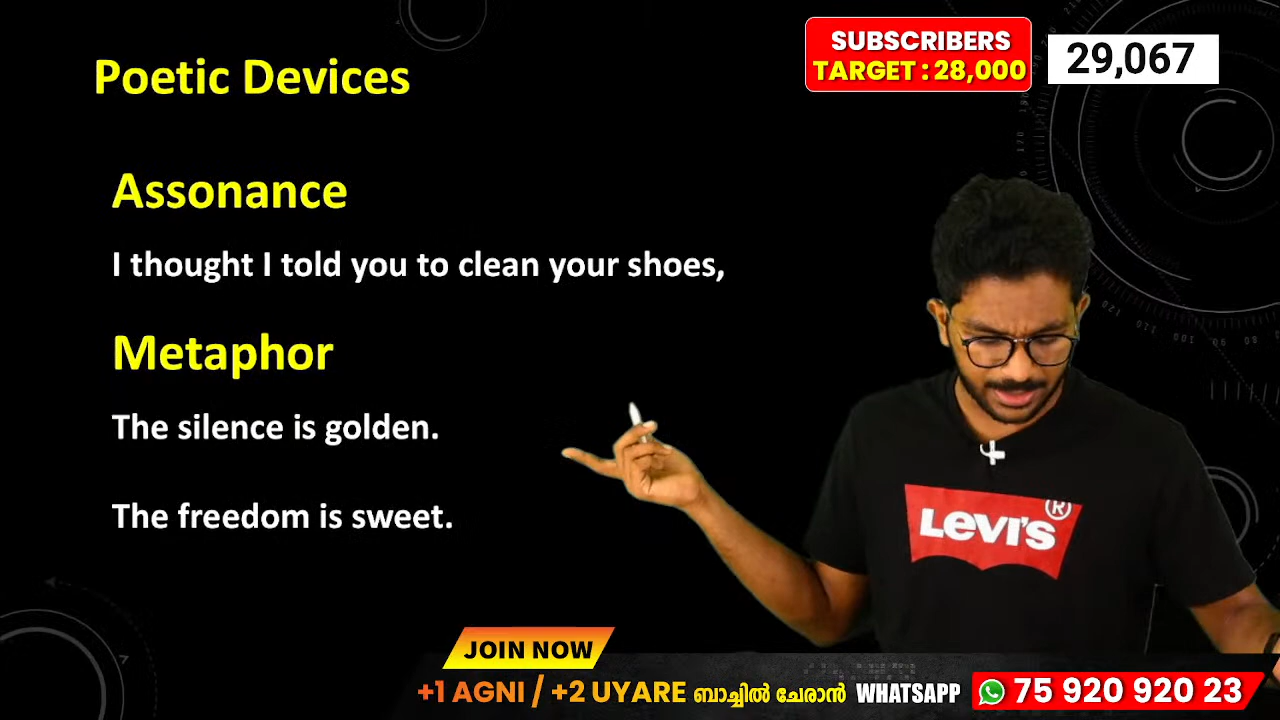 Poetic Devices
SUBSCRIBERS
TARGET : 28,000
29,067
Assonance
I thought I told you to clean your shoes,
Metaphor
The silence is golden.
The freedom is sweet.
LEVI'S ®
JOIN NOW
+1 AGNI / +2 UYARE ബാച്ചിൽ ചേരാൻ WHATSAPP 75 920 920 23